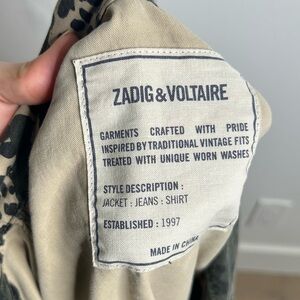 ZADIG&VOLTAIRE
GARMENTS CRAFTED WITH PRIDE
INSPIRED BY TRADITIONAL VINTAGE FITS
TREATED WITH UNIQUE WORN WASHES
STYLE DESCRIPTION :
JACKET : JEANS : SHIRT
ESTABLISHED : 1997
MADE IN CHINA